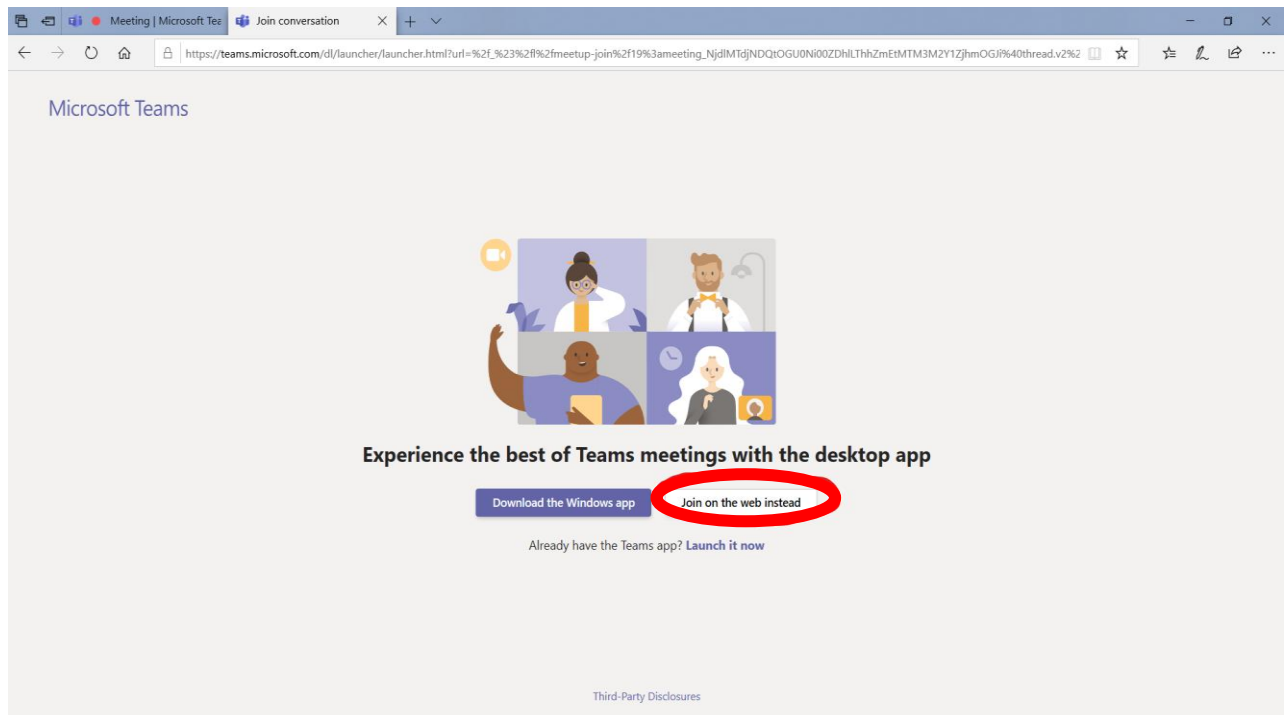 Meeting | Microsoft Tea
Join conversation
https://teams.microsoft.com/dl/launcher/launcher.html?url=%2f_%23%2fl%2fmeetup-join%2f19%3ameeting_NjdlMTdjNDQtOGU0Ni00ZDhlLThhZmEtMTM3M2Y1ZjhmOGJi%40thread.v2%2
Microsoft Teams
Experience the best of Teams meetings with the desktop app
Download the Windows app Join on the web instead
Already have the Teams app? Launch it now
Third-Party Disclosures